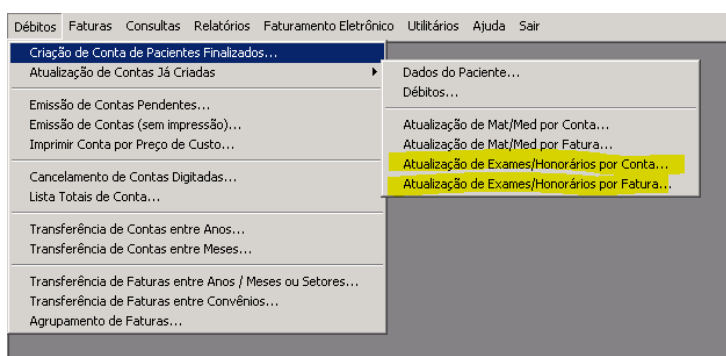 Débitos Faturas Consultas Relatórios Faturamento Eletrônico Utilitários Ajuda Sair
Criação de Conta de Pacientes Finalizados...
Atualização de Contas Já Criadas
Emissão de Contas Pendentes...
Emissão de Contas (sem impressão)...
Imprimir Conta por Preço de Custo...
Cancelamento de Contas Digitadas...
Lista Totais de Conta...
Transferência de Contas entre Anos...
Transferência de Contas entre Meses...
Transferência de Faturas entre Anos / Meses ou Setores...
Transferência de Faturas entre Convênios...
Agrupamento de Faturas...
Dados do Paciente...
Débitos...
Atualização de Mat/Med por Conta...
Atualização de Mat/Med por Fatura...
Atualização de Exames/Honorários por Conta...
Atualização de Exames/Honorários por Fatura...